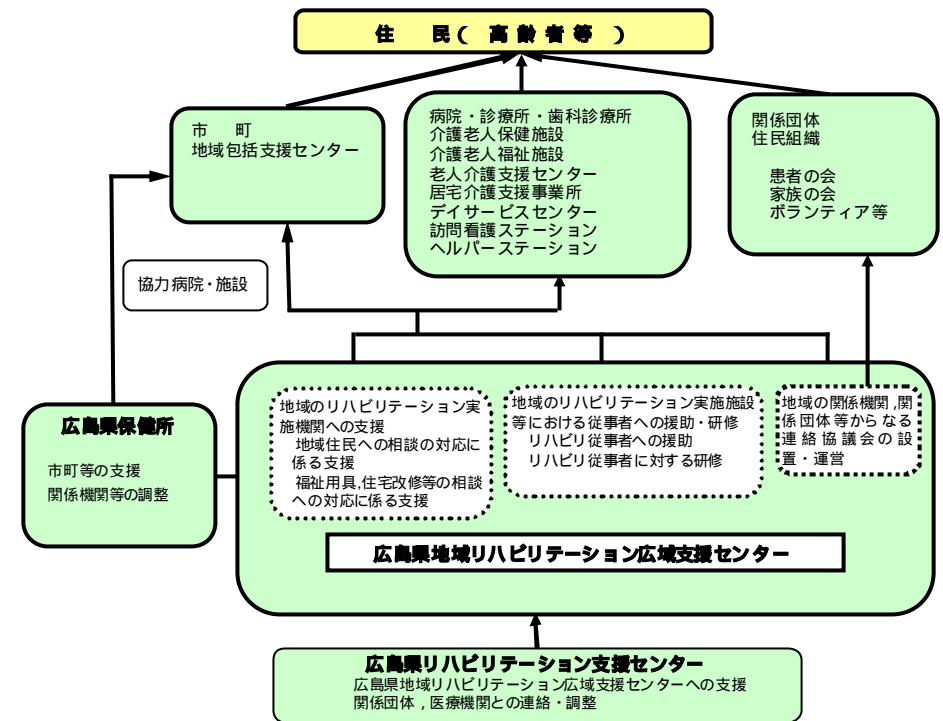 住　民（ 高 齢 者 等 ）
市　町
地域包括支援センター
病院・診療所・歯科診療所
介護老人保健施設
介護老人福祉施設
老人介護支援センター
居宅介護支援事業所
デイサービスセンター
訪問看護ステーション
ヘルパーステーション
関係団体
住民組織
患者の会
家族の会
ボランティア等
協力病院・施設
広島県保健所
市町等の支援
関係機関等の調整
地域のリハビリテーション実
施機関への支援
地域住民への相談の対応に
係る支援
福祉用具,住宅改修等の相談
への対応に係る支援
地域のリハビリテーション実施施設
等における従事者への援助・研修
リハビリ従事者への援助
リハビリ従事者に対する研修
地域の関係機関,関
係団体等からなる
連絡協議会の設
置・運営
広島県地域リハビリテーション広域支援センター
広島県リハビリテーション支援センター
広島県地域リハビリテーション広域支援センターへの支援
関係団体，医療機関との連絡・調整